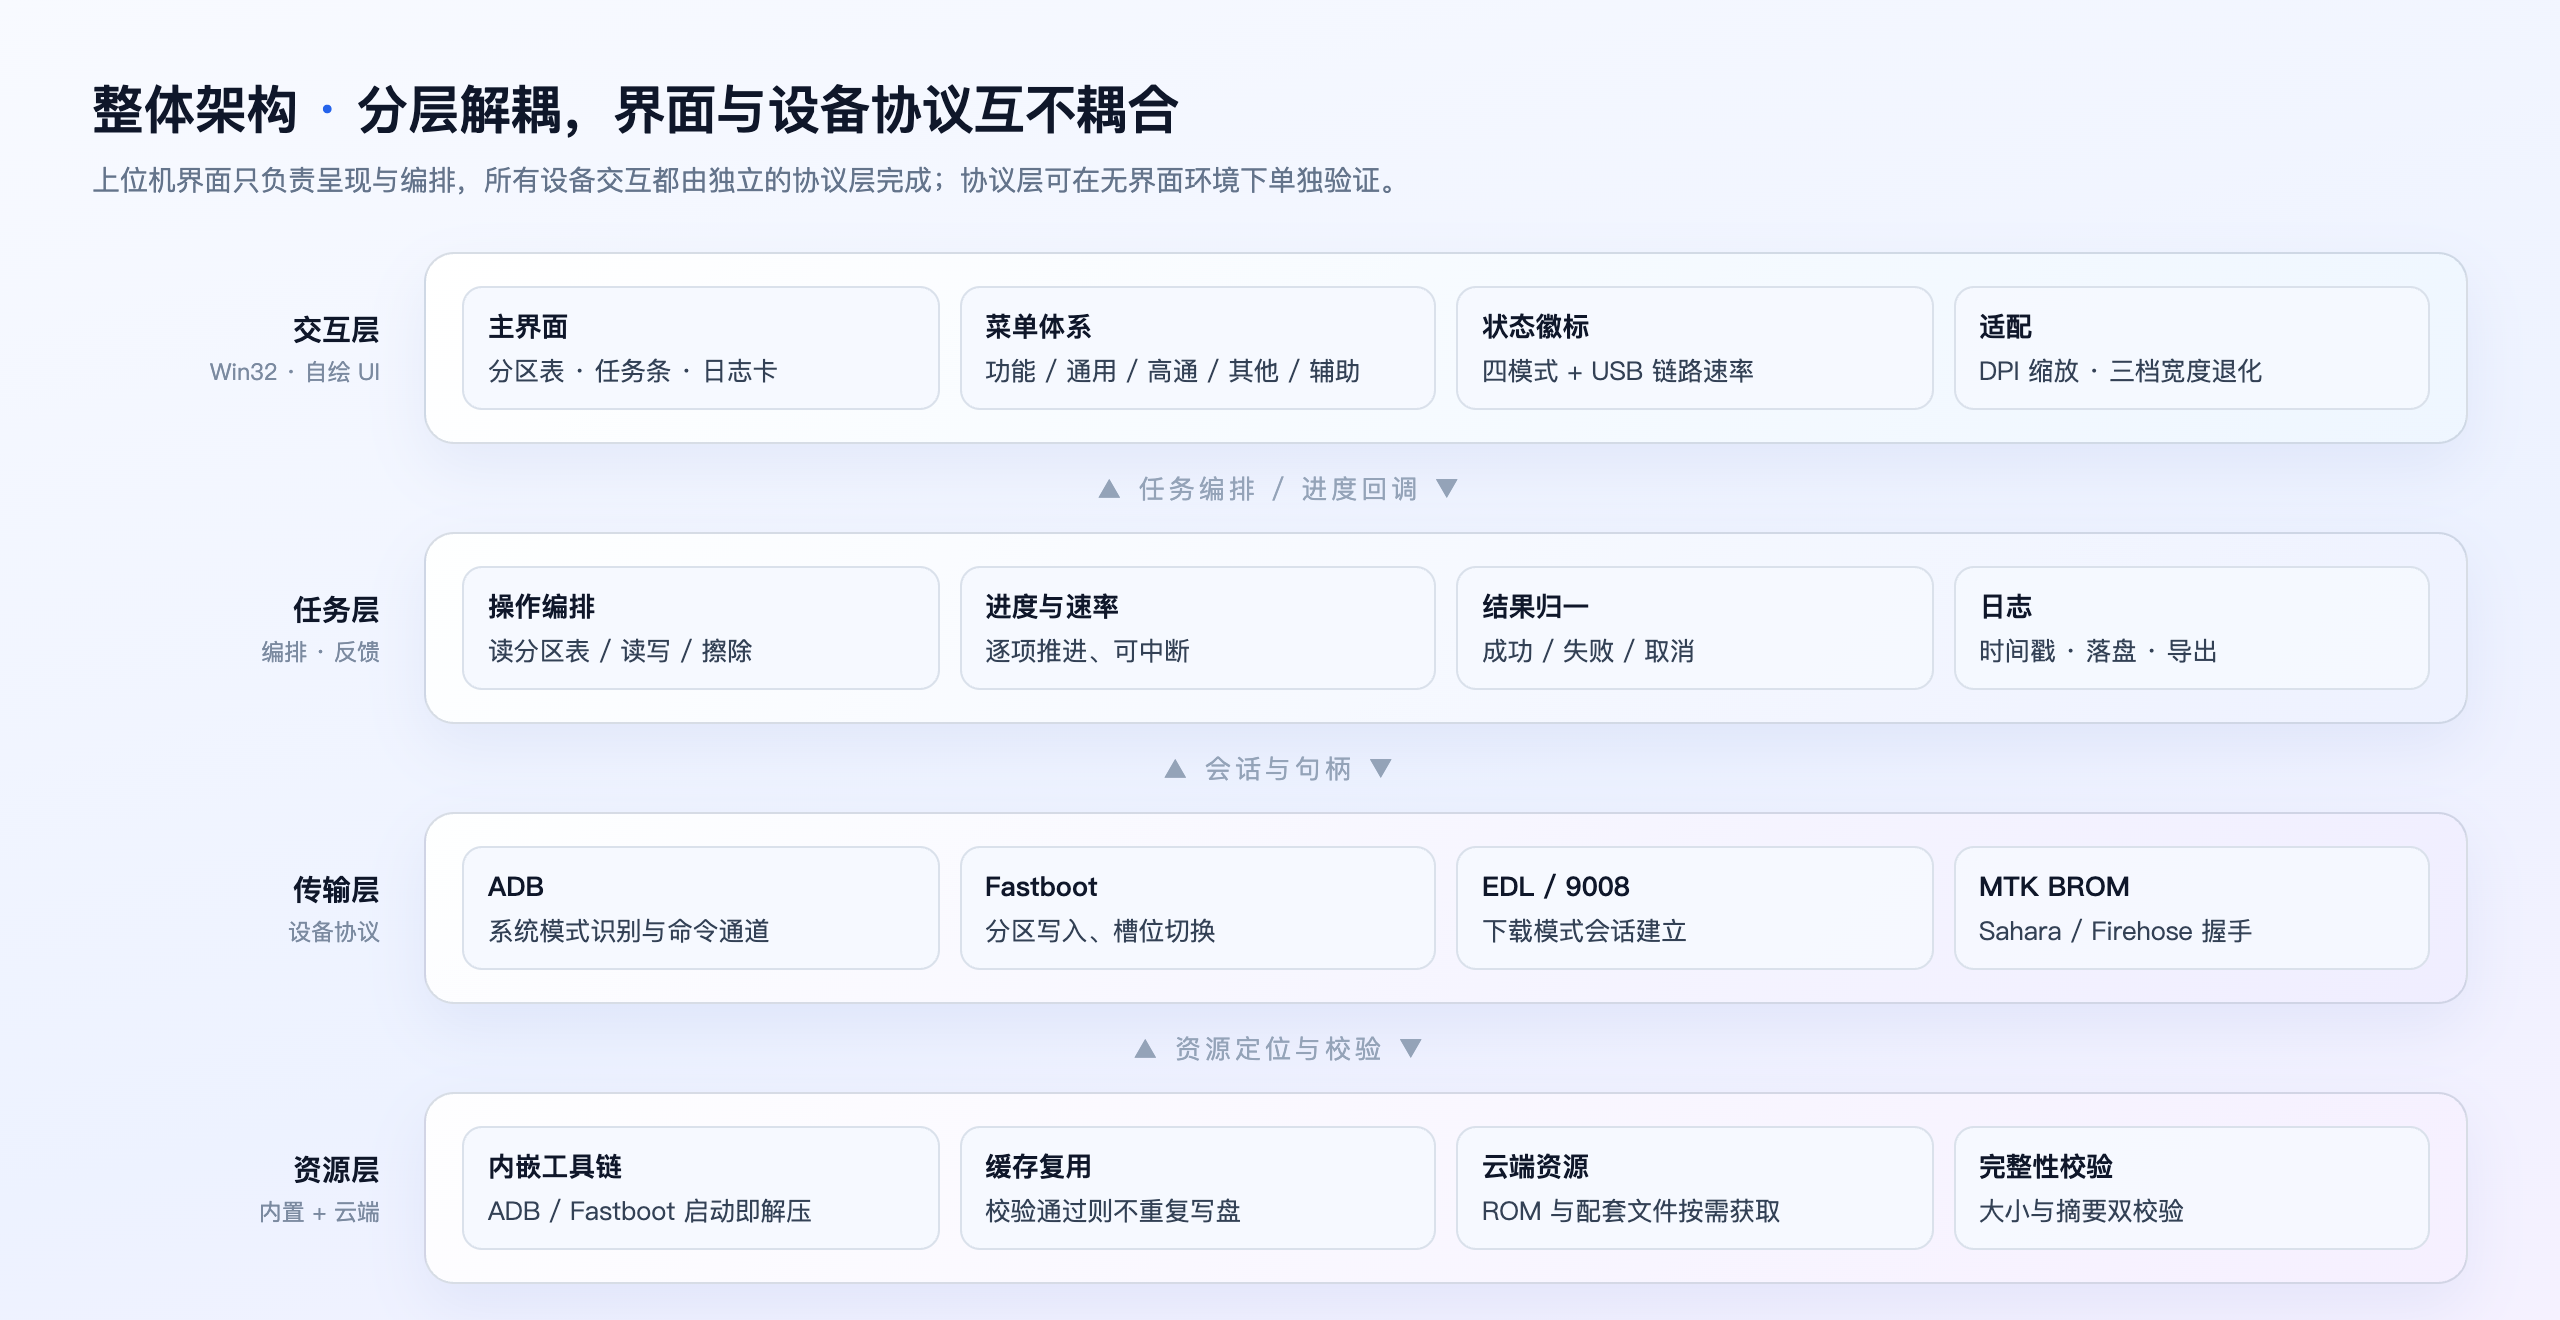 整体架构 · 分层解耦，界面与设备协议互不耦合
上位机界面只负责呈现与编排，所有设备交互都由独立的协议层完成；协议层可在无界面环境下单独验证。
交互层
Win32 · 自绘 UI
主界面
分区表 · 任务条 · 日志卡
菜单体系
功能 / 通用 / 高通 / 其他 / 辅助
状态徽标
四模式 + USB 链路速率
适配
DPI 缩放 · 三档宽度退化
▲ 任务编排 / 进度回调 ▼
任务层
编排 · 反馈
操作编排
读分区表 / 读写 / 擦除
进度与速率
逐项推进、可中断
结果归一
成功 / 失败 / 取消
日志
时间戳 · 落盘 · 导出
▲ 会话与句柄 ▼
传输层
设备协议
ADB
系统模式识别与命令通道
Fastboot
分区写入、槽位切换
EDL / 9008
下载模式会话建立
MTK BROM
Sahara / Firehose 握手
▲ 资源定位与校验 ▼
资源层
内置 + 云端
内嵌工具链
ADB / Fastboot 启动即解压
缓存复用
校验通过则不重复写盘
云端资源
ROM 与配套文件按需获取
完整性校验
大小与摘要双校验